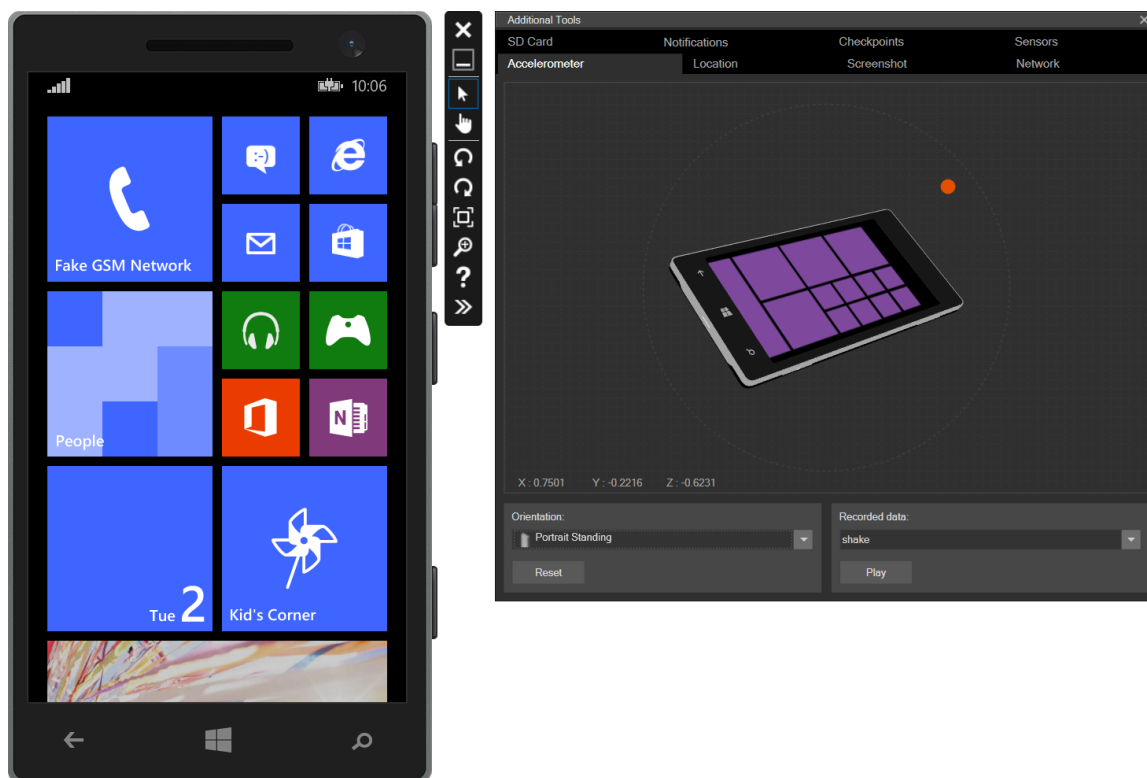 10:06
:-)
Fake GSM Network
People
N
Tue 2
Kid's Corner
?
Additional Tools
SD Card Notifications Checkpoints Sensors
Accelerometer Location Screenshot Network
X : 0.7501 Y : -0.2216 Z : -0.6231
Orientation: Recorded data:
Portrait Standing shake
Reset Play